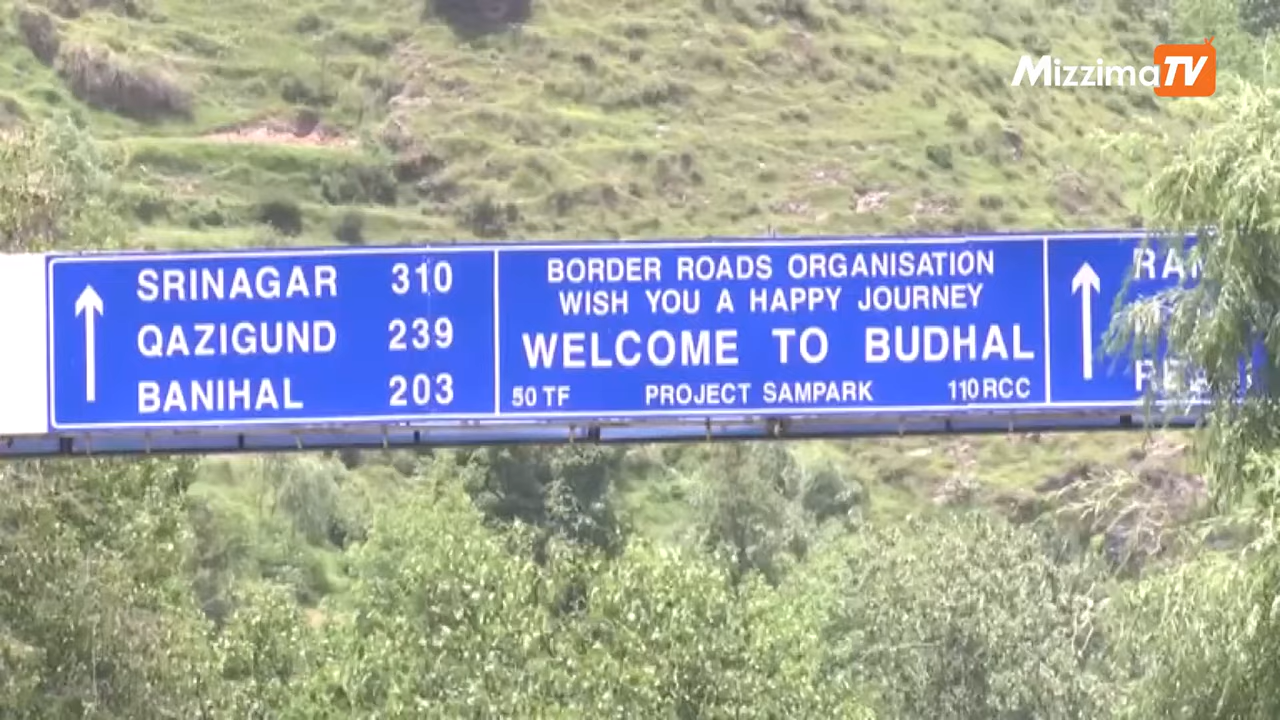 MizzimaTV
SRINAGAR 310
QAZIGUND 239
BANIHAL 203
BORDER ROADS ORGANISATION
WISH YOU A HAPPY JOURNEY
WELCOME TO BUDHAL
50 TF PROJECT SAMPARK 110 RCC